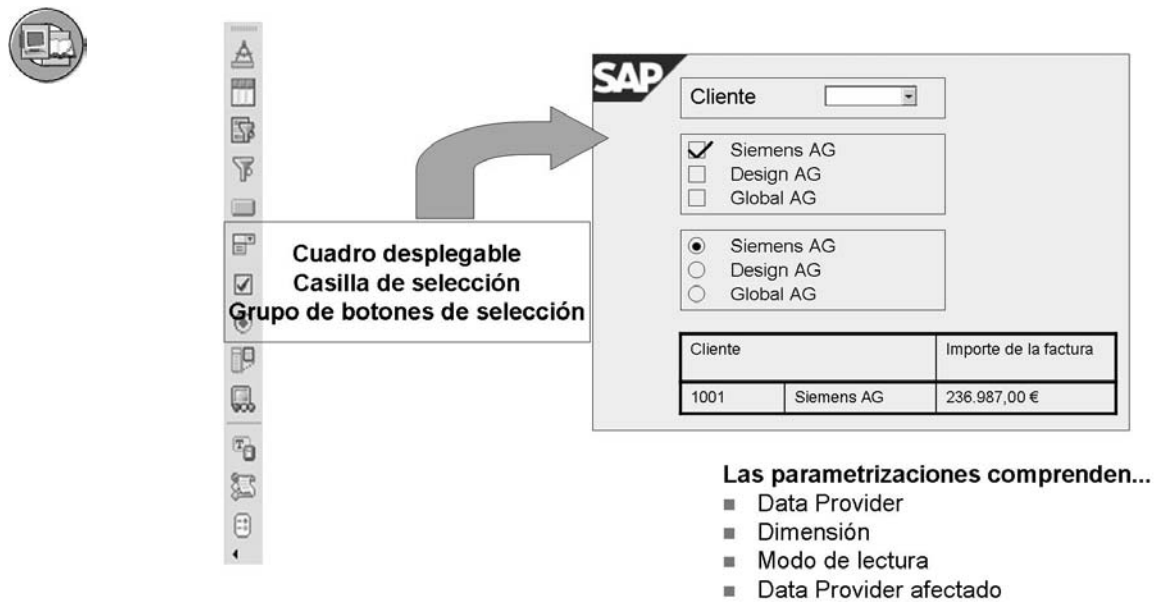 SAP
Cliente
Siemens AG
Design AG
Global AG
Siemens AG
Design AG
Global AG
Cuadro desplegable
Casilla de selección
Grupo de botones de selección
Cliente Importe de la factura
1001 Siemens AG 236.987,00 €
Las parametrizaciones comprenden...
Data Provider
Dimensión
Modo de lectura
Data Provider afectado